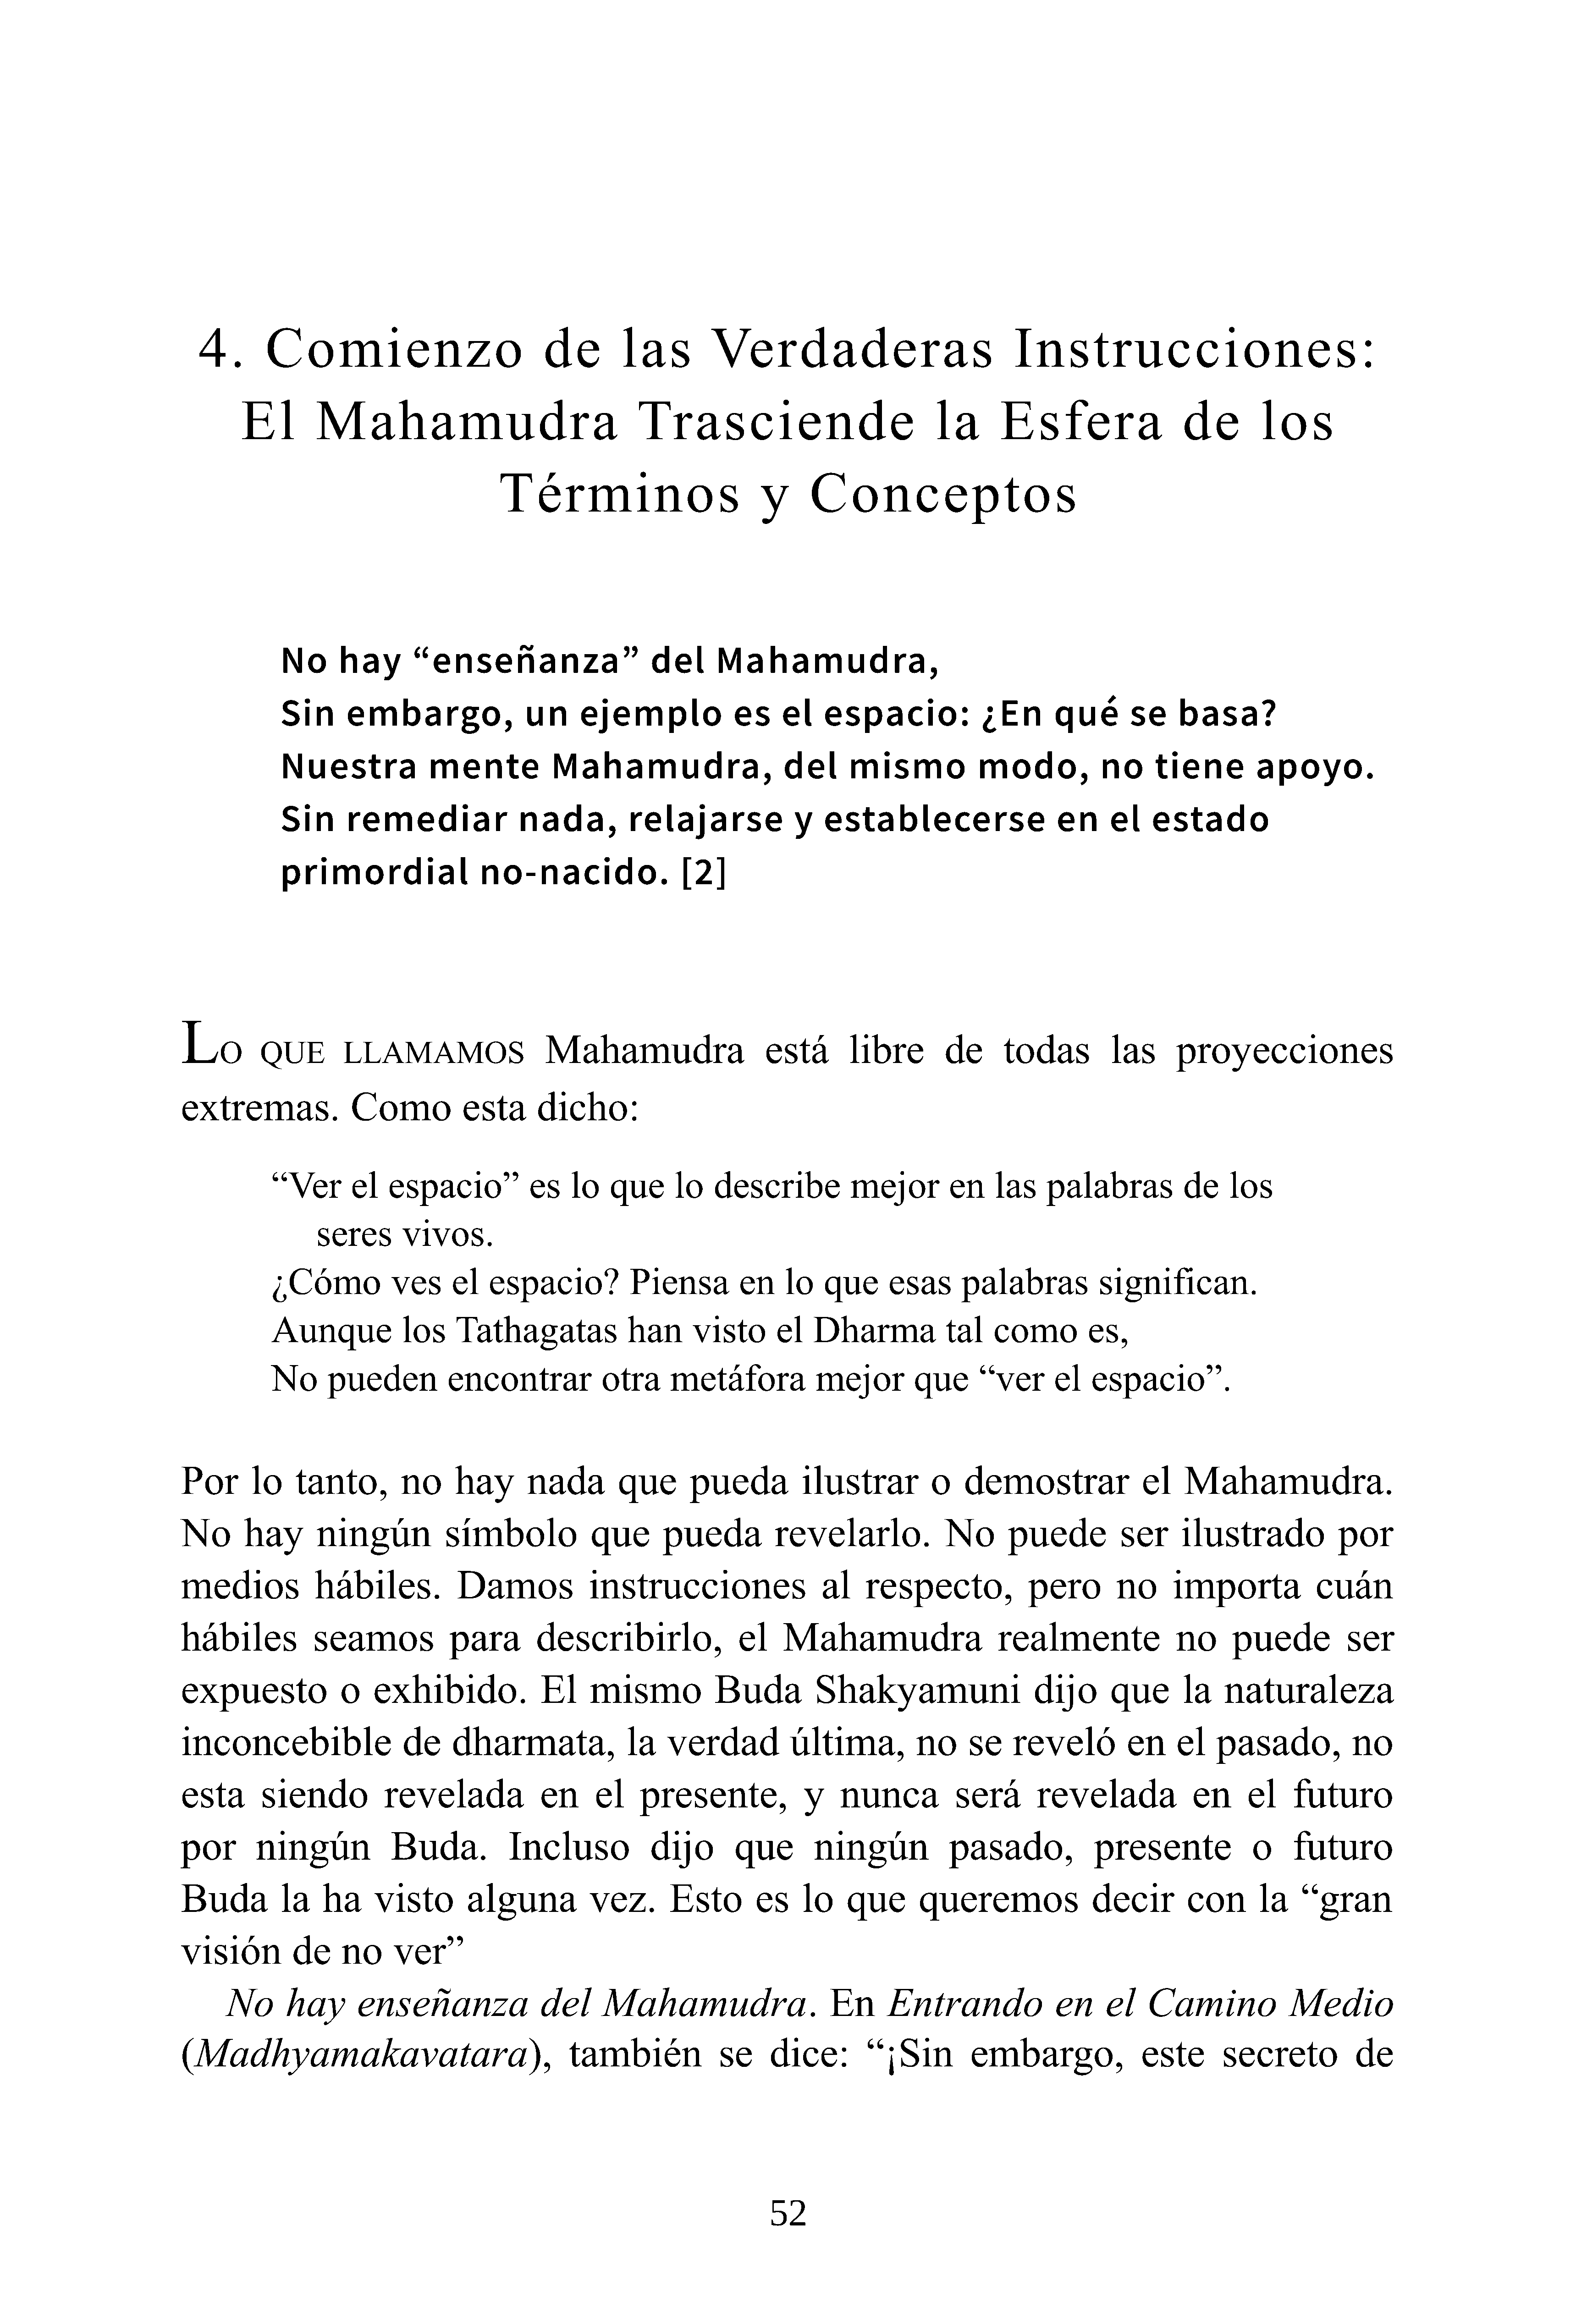 4. Comienzo de las Verdaderas Instrucciones:
El Mahamudra Trasciende la Esfera de los
Términos y Conceptos
No hay “enseñanza” del Mahamudra,
Sin embargo, un ejemplo es el espacio: ¿En qué se basa?
Nuestra mente Mahamudra, del mismo modo, no tiene apoyo.
Sin remediar nada, relajarse y establecerse en el estado
primordial no-nacido. [2]
LO QUE LLAMAMOS Mahamudra está libre de todas las proyecciones
extremas. Como esta dicho:
“Ver el espacio” es lo que lo describe mejor en las palabras de los
seres vivos.
¿Cómo ves el espacio? Piensa en lo que esas palabras significan.
Aunque los Tathagatas han visto el Dharma tal como es,
No pueden encontrar otra metáfora mejor que “ver el espacio”.
Por lo tanto, no hay nada que pueda ilustrar o demostrar el Mahamudra.
No hay ningún símbolo que pueda revelarlo. No puede ser ilustrado por
medios hábiles. Damos instrucciones al respecto, pero no importa cuán
hábiles seamos para describirlo, el Mahamudra realmente no puede ser
expuesto o exhibido. El mismo Buda Shakyamuni dijo que la naturaleza
inconcebible de dharmata, la verdad última, no se reveló en el pasado, no
esta siendo revelada en el presente, y nunca será revelada en el futuro
por ningún Buda. Incluso dijo que ningún pasado, presente o futuro
Buda la ha visto alguna vez. Esto es lo que queremos decir con la “gran
visión de no ver”
No hay enseñanza del Mahamudra. En Entrando en el Camino Medio
(Madhyamakavatara), también se dice: “¡Sin embargo, este secreto de
52